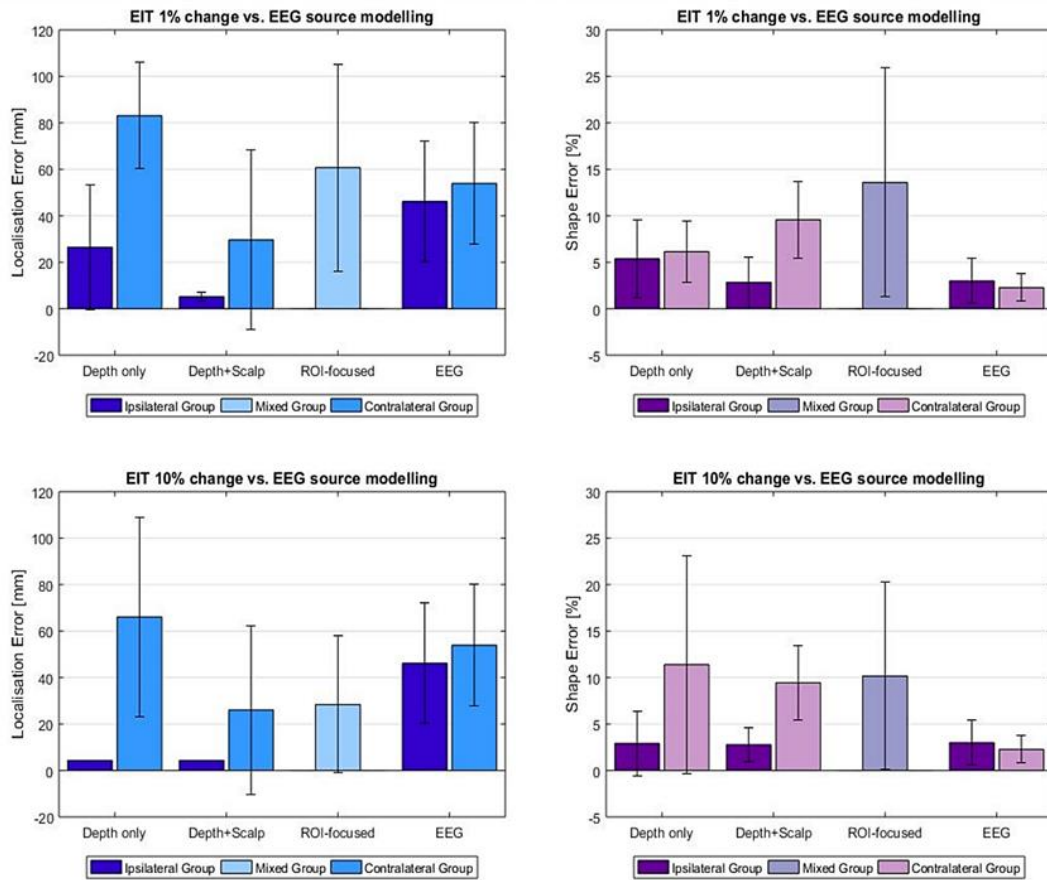 EIT 1% change vs. EEG source modelling
Localisation Error [mm]
120
100
80
60
40
20
0
-20
Depth only Depth+Scalp ROI-focused EEG
Ipsilateral Group Mixed Group Contralateral Group
EIT 1% change vs. EEG source modelling
Shape Error [%]
30
25
20
15
10
5
0
-5
Depth only Depth+Scalp ROI-focused EEG
Ipsilateral Group Mixed Group Contralateral Group
EIT 10% change vs. EEG source modelling
Localisation Error [mm]
120
100
80
60
40
20
0
-20
Depth only Depth+Scalp ROI-focused EEG
Ipsilateral Group Mixed Group Contralateral Group
EIT 10% change vs. EEG source modelling
Shape Error [%]
30
25
20
15
10
5
0
-5
Depth only Depth+Scalp ROI-focused EEG
Ipsilateral Group Mixed Group Contralateral Group